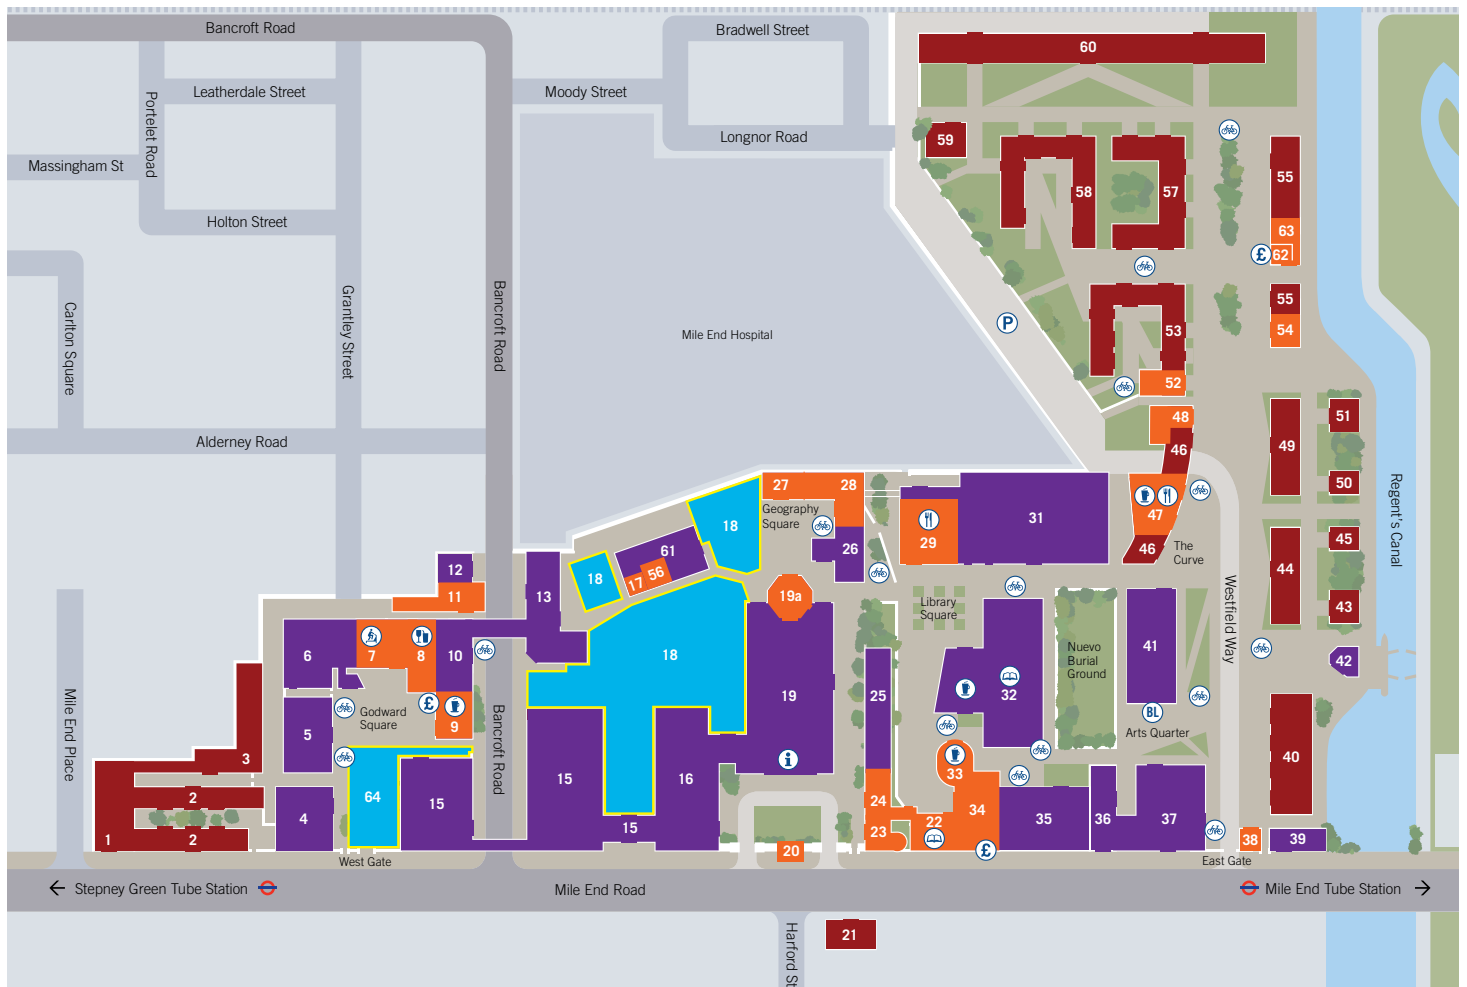 Bancroft Road
Bradwell Street
60
Leatherdale Street
Moody Street
Portelet Road
Longnor Road
59
Massingham St
55
58
57
Holton Street
63
£
62
Bancroft Road
Carlton Square
Grantley Street
55
P
Mile End Hospital
53
54
52
48
51
Alderney Road
49
46
50
27
28
Geography
Square
18
47
31
Regent's Canal
29
45
46
The
Curve
61
26
12
18
56
17
44
11
13
19a
Library
Square
43
Westfield Way
6
7
8
10
18
41
Nuevo
Burial
Ground
42
32
19
25
£
9
Godward
Square
BL
Arts Quarter
Mile End Place
5
Bancroft Road
3
i
33
40
15
16
2
64
15
24
34
4
22
35
36
37
15
23
1
2
38
39
20
£
West Gate
East Gate
Stepney Green Tube Station
Mile End Road
Mile End Tube Station
21
Harford St